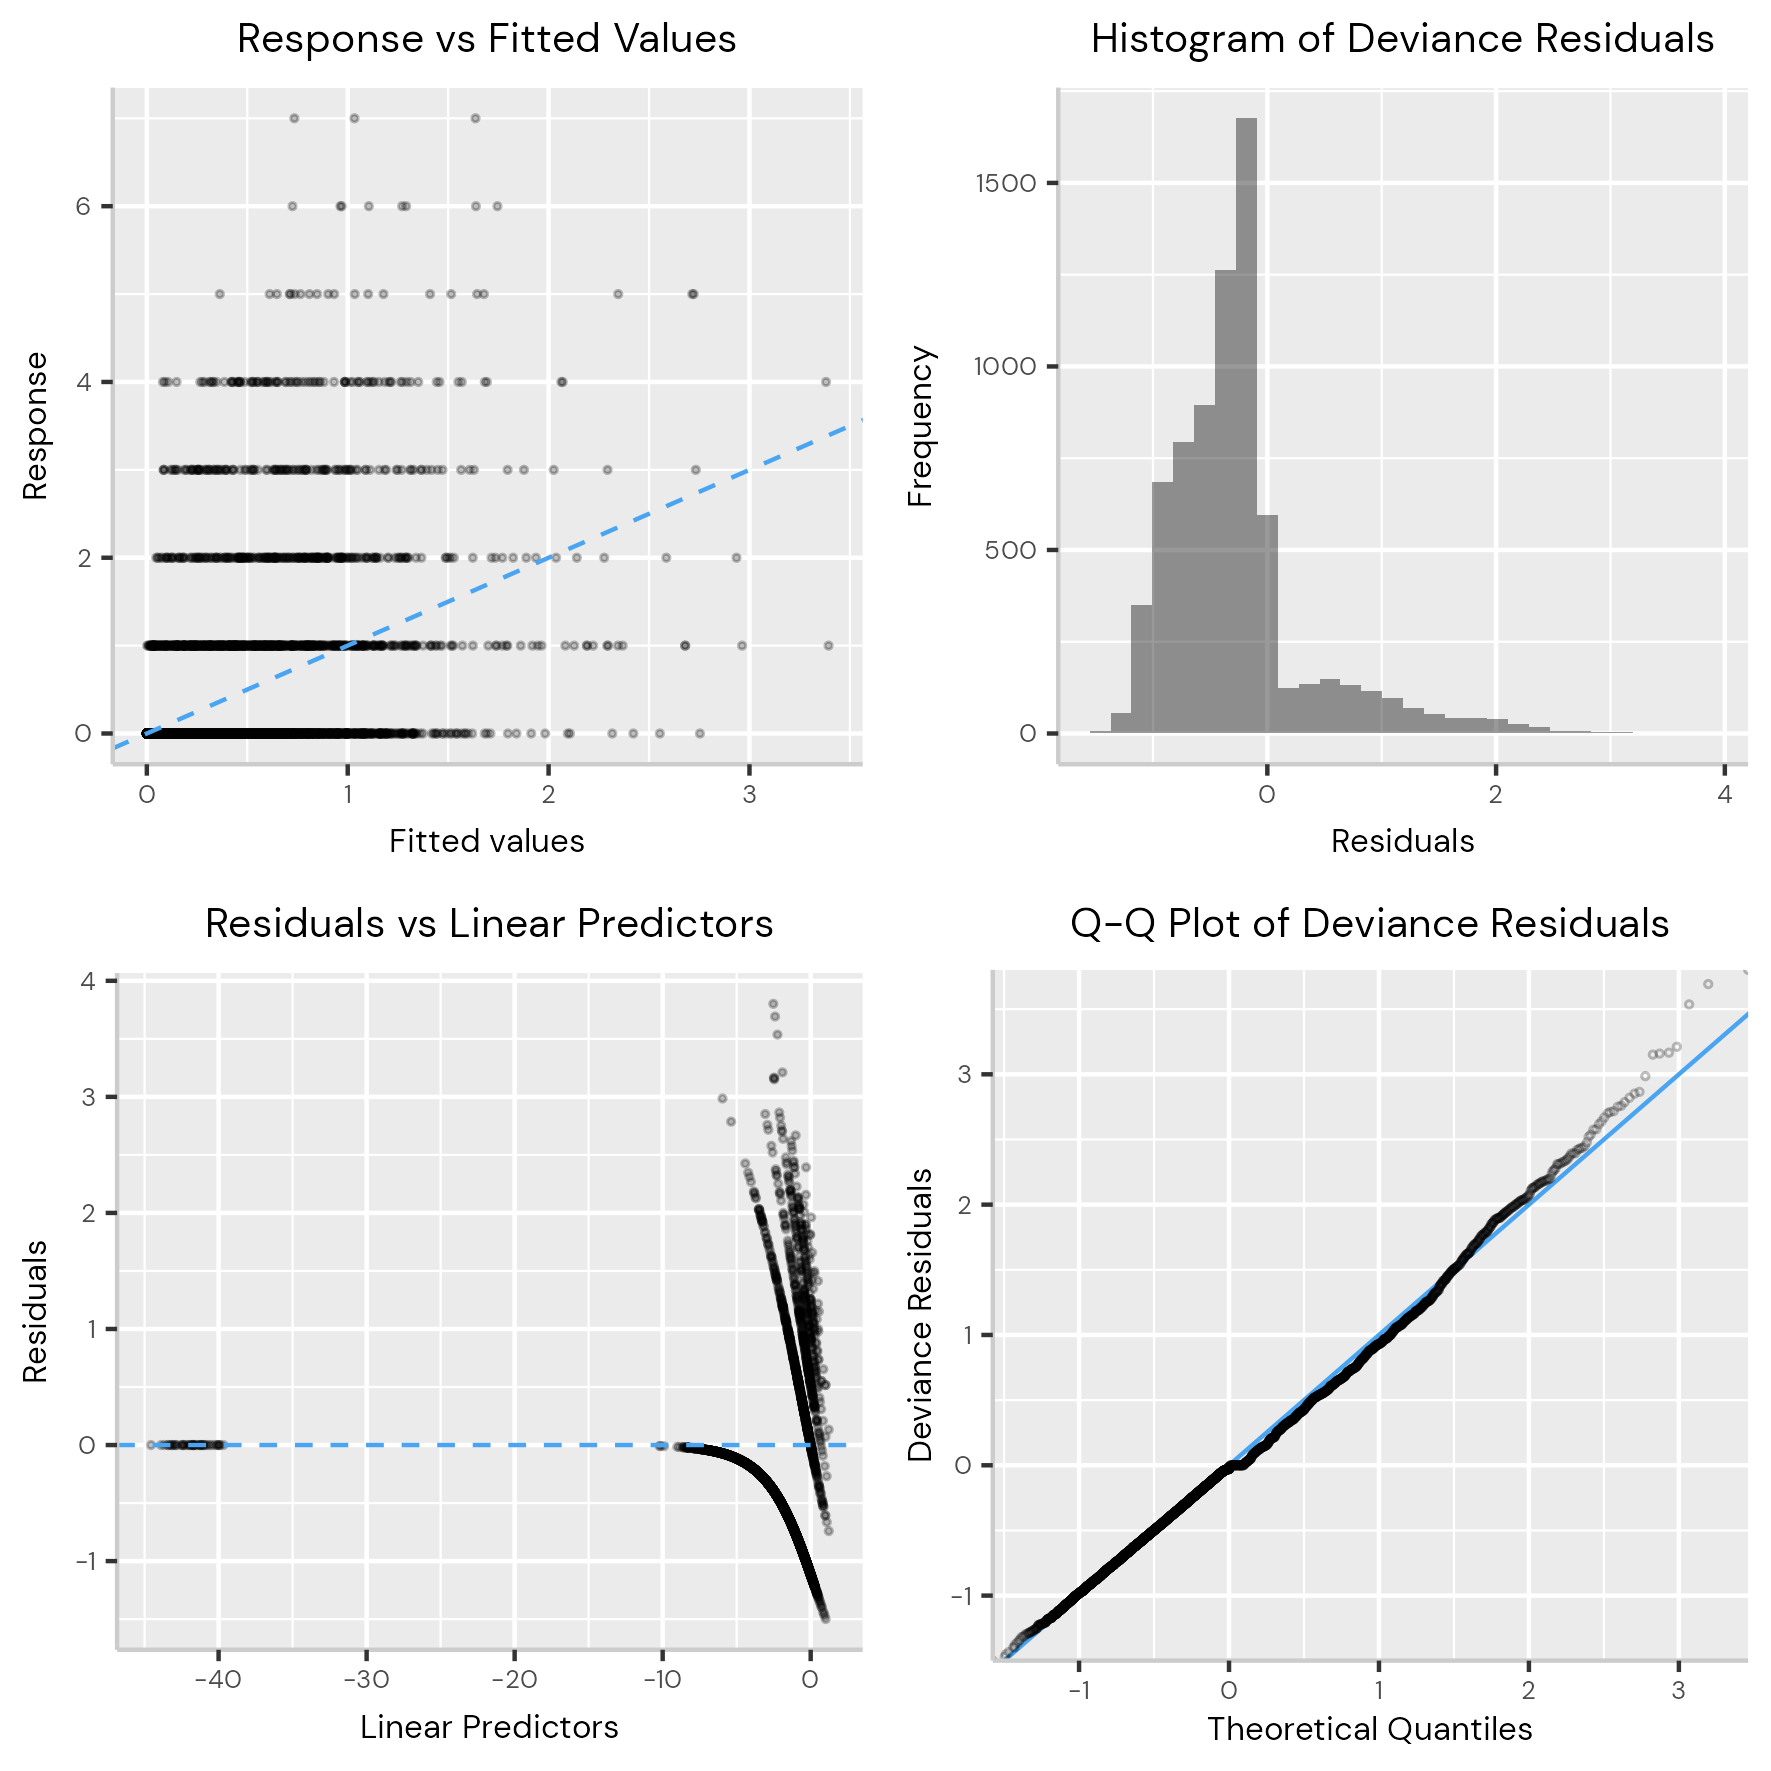 Response vs Fitted Values
Response
6
4
2
0
0 1 2 3
Fitted values
Histogram of Deviance Residuals
Frequency
1500
1000
500
0
0 2 4
Residuals
Residuals vs Linear Predictors
Residuals
4
3
2
1
0
-1
-40 -30 -20 -10 0
Linear Predictors
Q-Q Plot of Deviance Residuals
Deviance Residuals
3
2
1
0
-1
-1 0 1 2 3
Theoretical Quantiles